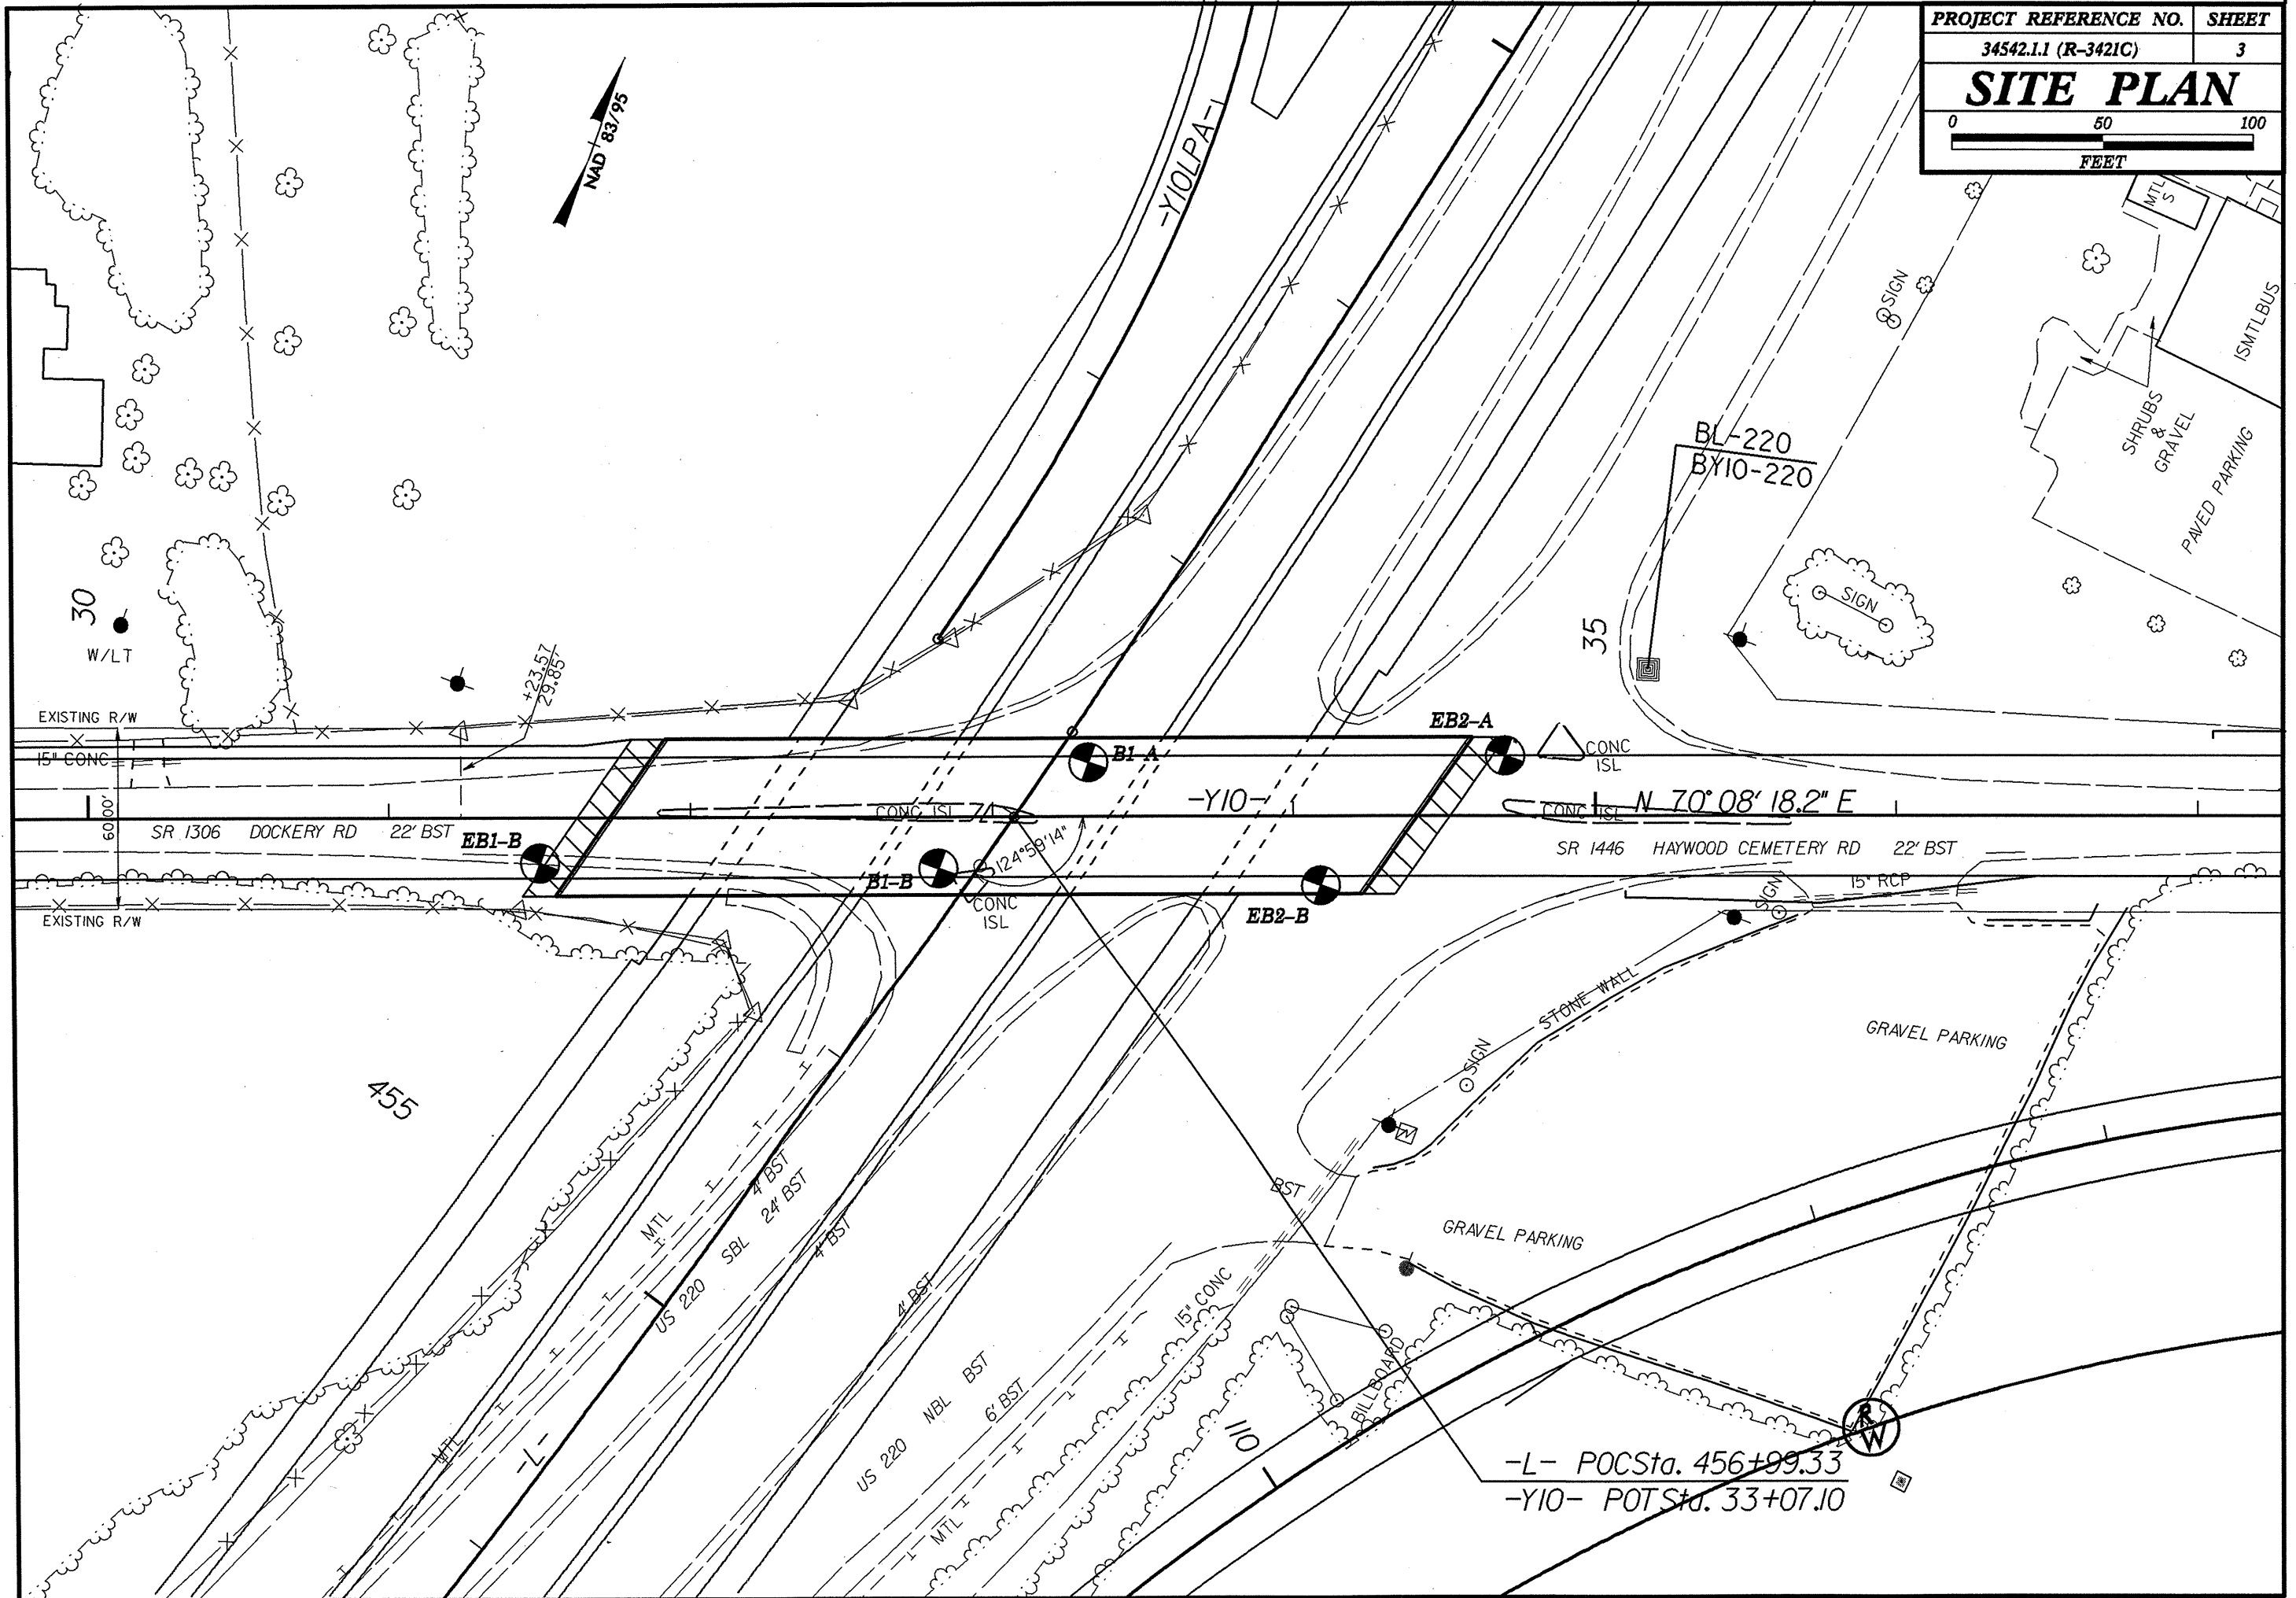 PROJECT REFERENCE NO. SHEET
34542.1.1 (R-3421C) 3
SITE PLAN
0 50 100
FEET
NAD 83/95
-Y10LPA-
MTL
S
SIGN
ISMTLBUS
SHRUBS
&
GRAVEL
PAVED PARKING
BL-220
BY10-220
SIGN
30
W/LT
35
+23.57
29.85'
EXISTING R/W
15" CONC
60.00'
EB2-A
B1-A
CONC
ISL
CONC ISL
-Y10-
CONC ISL
N 70° 08' 18.2" E
SR 1306 DOCKERY RD 22' BST
EB1-B
124°59'14"
SR 1446 HAYWOOD CEMETERY RD 22' BST
B1-B
15" RCP
SIGN
CONC
ISL
EB2-B
EXISTING R/W
STONE WALL
GRAVEL PARKING
SIGN
455
4' BST
24' BST
MTL
SBL
4' BST
US 220
BST
GRAVEL PARKING
4' BST
15" CONC
BILLBOARD
US 220 NBL BST
6' BST
110
MTL
-L-
MTL
R
W
-L- POCSta. 456+99.33
-Y10- POTSta. 33+07.10